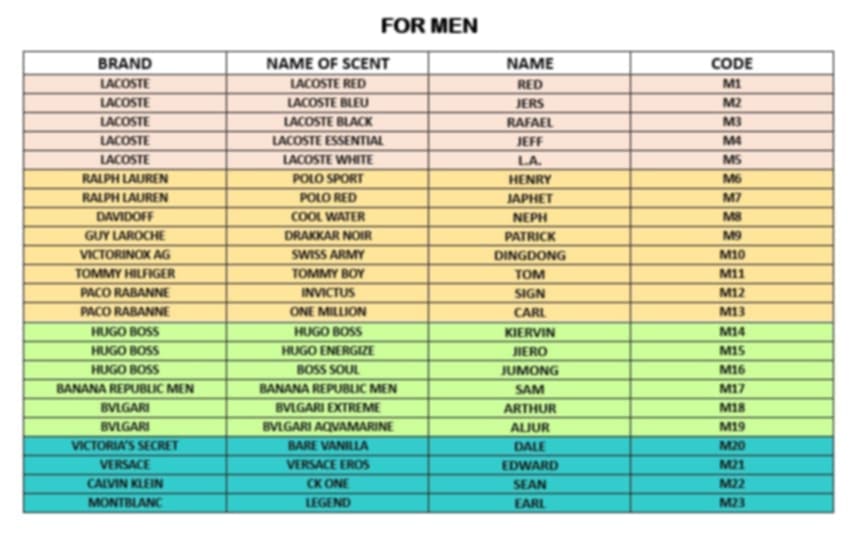 FOR MEN
BRAND NAME OF SCENT NAME CODE
LACOSTE LACOSTE RED RED M1
LACOSTE LACOSTE BLEU JERS M2
LACOSTE LACOSTE BLACK RAFAEL M3
LACOSTE LACOSTE ESSENTIAL JEFF M4
LACOSTE LACOSTE WHITE L.A. M5
RALPH LAUREN POLO SPORT HENRY M6
RALPH LAUREN POLO RED JAPHET M7
DAVIDOFF COOL WATER NEPH M8
GUY LAROCHE DRAKKAR NOIR PATRICK M9
VICTORINOX AG SWISS ARMY DINGDONG M10
TOMMY HILFIGER TOMMY BOY TOM M11
PACO RABANNE INVICTUS SIGN M12
PACO RABANNE ONE MILLION CARL M13
HUGO BOSS HUGO BOSS KIERVIN M14
HUGO BOSS HUGO ENERGIZE JIERO M15
HUGO BOSS BOSS SOUL JUMONG M16
BANANA REPUBLIC MEN BANANA REPUBLIC MEN SAM M17
BVLGARI BVLGARI EXTREME ARTHUR M18
BVLGARI BVLGARI AQVAMARINE ALJUR M19
VICTORIA'S SECRET BARE VANILLA DALE M20
VERSACE VERSACE EROS EDWARD M21
CALVIN KLEIN CK ONE SEAN M22
MONTBLANC LEGEND EARL M23